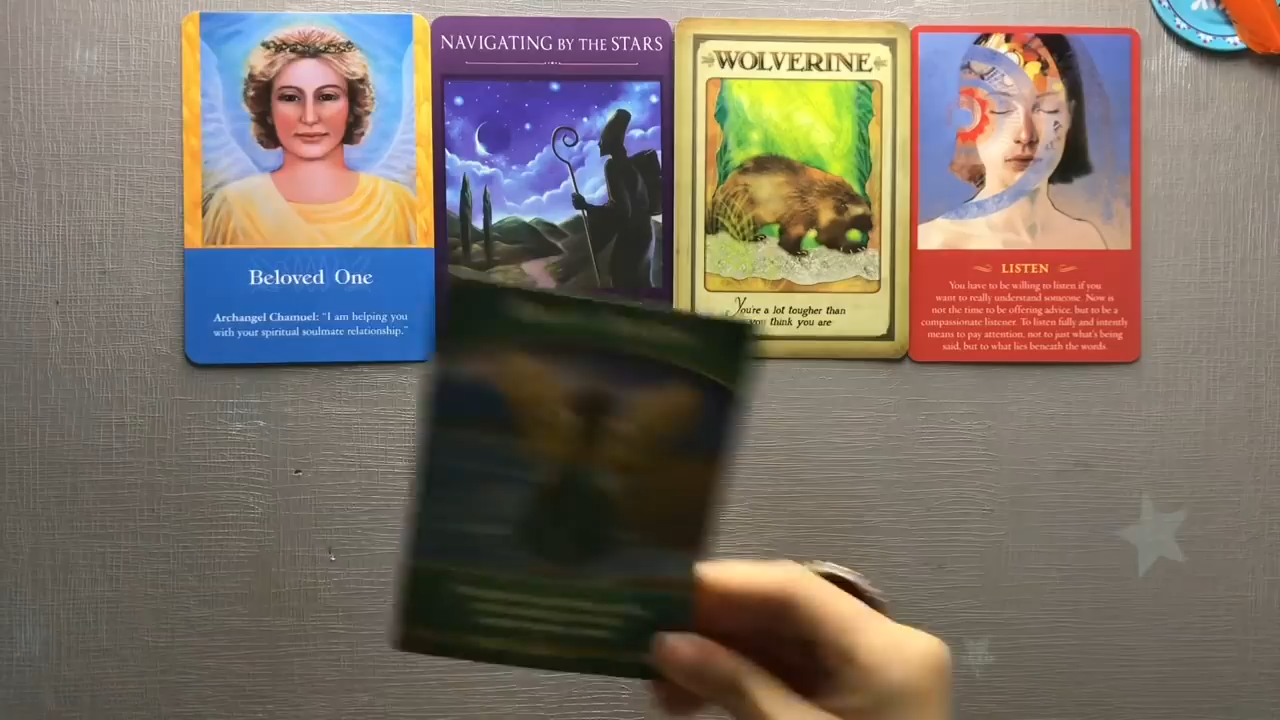 Beloved One
Archangel Chamuel: “I am helping you
with your spiritual soulmate relationship.”
NAVIGATING BY THE STARS
WOLVERINE
You're a lot tougher than
you think you are
LISTEN
You have to be willing to listen if you
want to really understand someone. Now is
not the time to be offering advice, but to be a
compassionate listener. To listen fully and intently
means to pay attention, not to just what's being
said, but to what lies beneath the words.